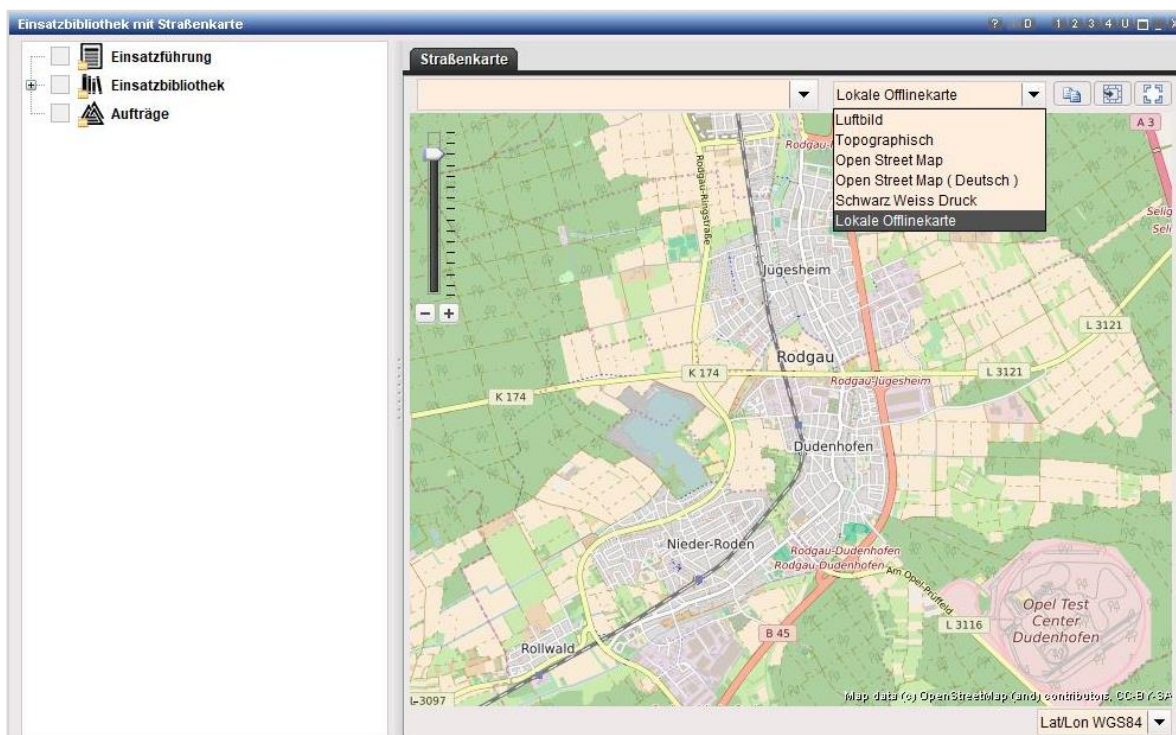 Einsatzbibliothek mit Straßenkarte
? D 1 2 3 4 U
Einsatzführung
Einsatzbibliothek
Aufträge
Straßenkarte
Lokale Offlinekarte
Luftbild
Topographisch
Open Street Map
Open Street Map ( Deutsch )
Schwarz Weiss Druck
Lokale Offlinekarte
A 3
Rodgau-Ringstraße
Jügesheim
L 3121
Rodgau
K 174
L 3121
Rodgau-Jügesheim
K 174
Dudenhofen
Nieder-Roden
Rodgau-Dudenhofen
Rodgau-Dudenhofen
Am Opel-Prüffeld
Opel Test
Center
Dudenhofen
L 3116
B 45
Rollwald
L-3097
Map data (c) OpenStreetMap (and) contributors, CC-BY-SA
Lat/Lon WGS84